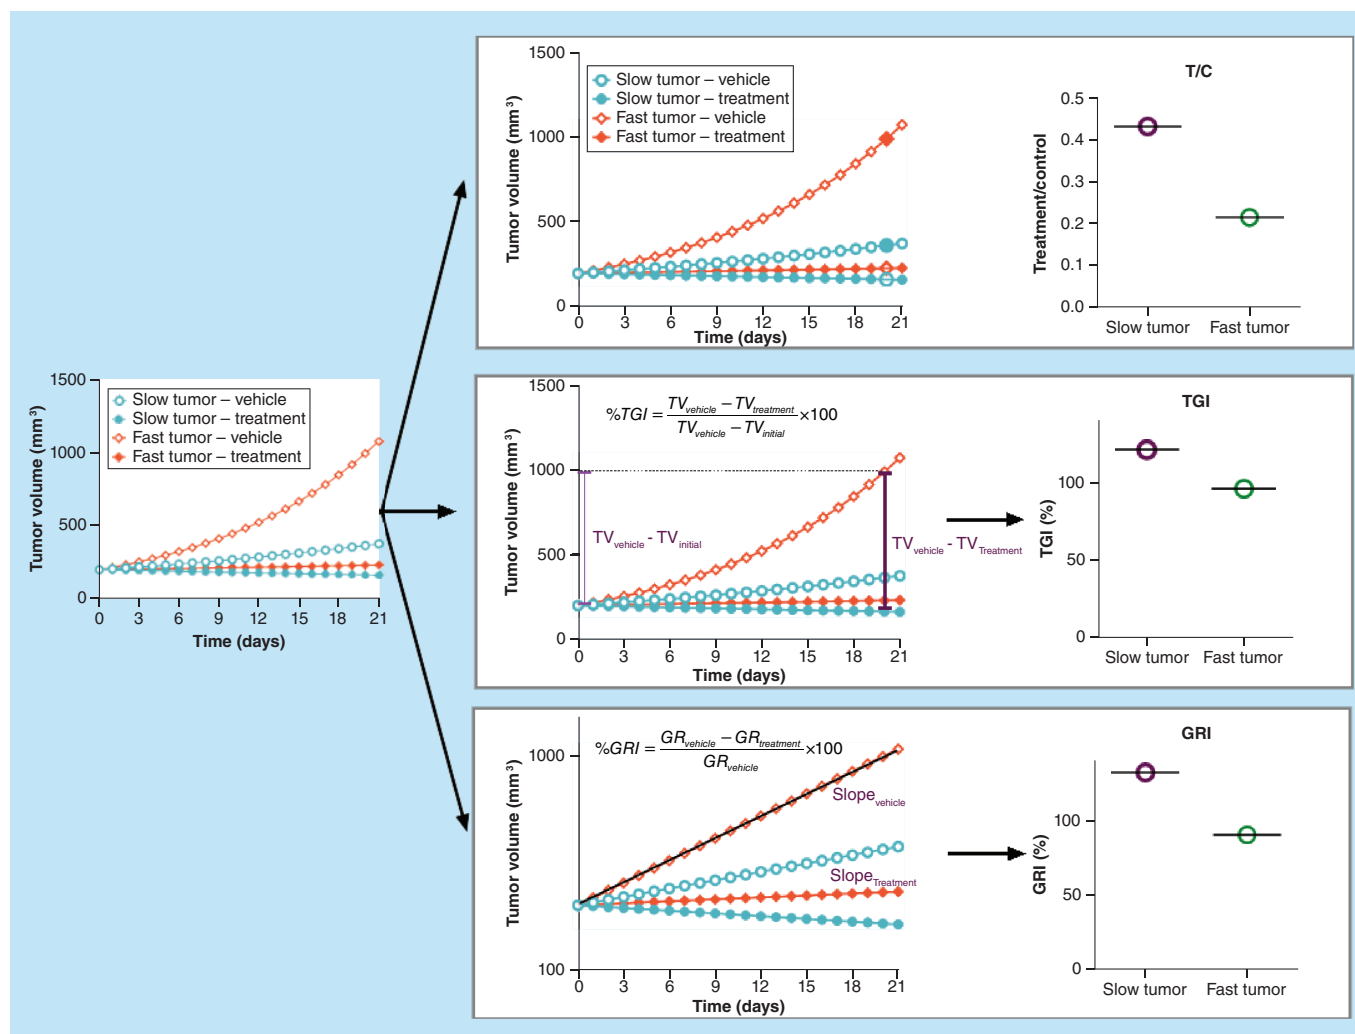 1500
1000
500
0
Tumor volume (mm³)
Slow tumor – vehicle
Slow tumor – treatment
Fast tumor – vehicle
Fast tumor – treatment
0 3 6 9 12 15 18 21
Time (days)
1500
1000
500
0
Tumor volume (mm³)
Slow tumor – vehicle
Slow tumor – treatment
Fast tumor – vehicle
Fast tumor – treatment
0 3 6 9 12 15 18 21
Time (days)
T/C
0.5
0.4
0.3
0.2
0.1
0.0
Treatment/control
Slow tumor Fast tumor
1500
1000
500
0
Tumor volume (mm³)
%TGI = (TVvehicle – TVtreatment) / (TVvehicle – TVinitial) ×100
TVvehicle - TVinitial
TVvehicle - TVTreatment
0 3 6 9 12 15 18 21
Time (days)
TGI
100
50
0
TGI (%)
Slow tumor Fast tumor
1000
100
Tumor volume (mm³)
%GRI = (GRvehicle – GRtreatment) / GRvehicle ×100
Slopevehicle
SlopeTreatment
0 3 6 9 12 15 18 21
Time (days)
GRI
100
50
0
GRI (%)
Slow tumor Fast tumor